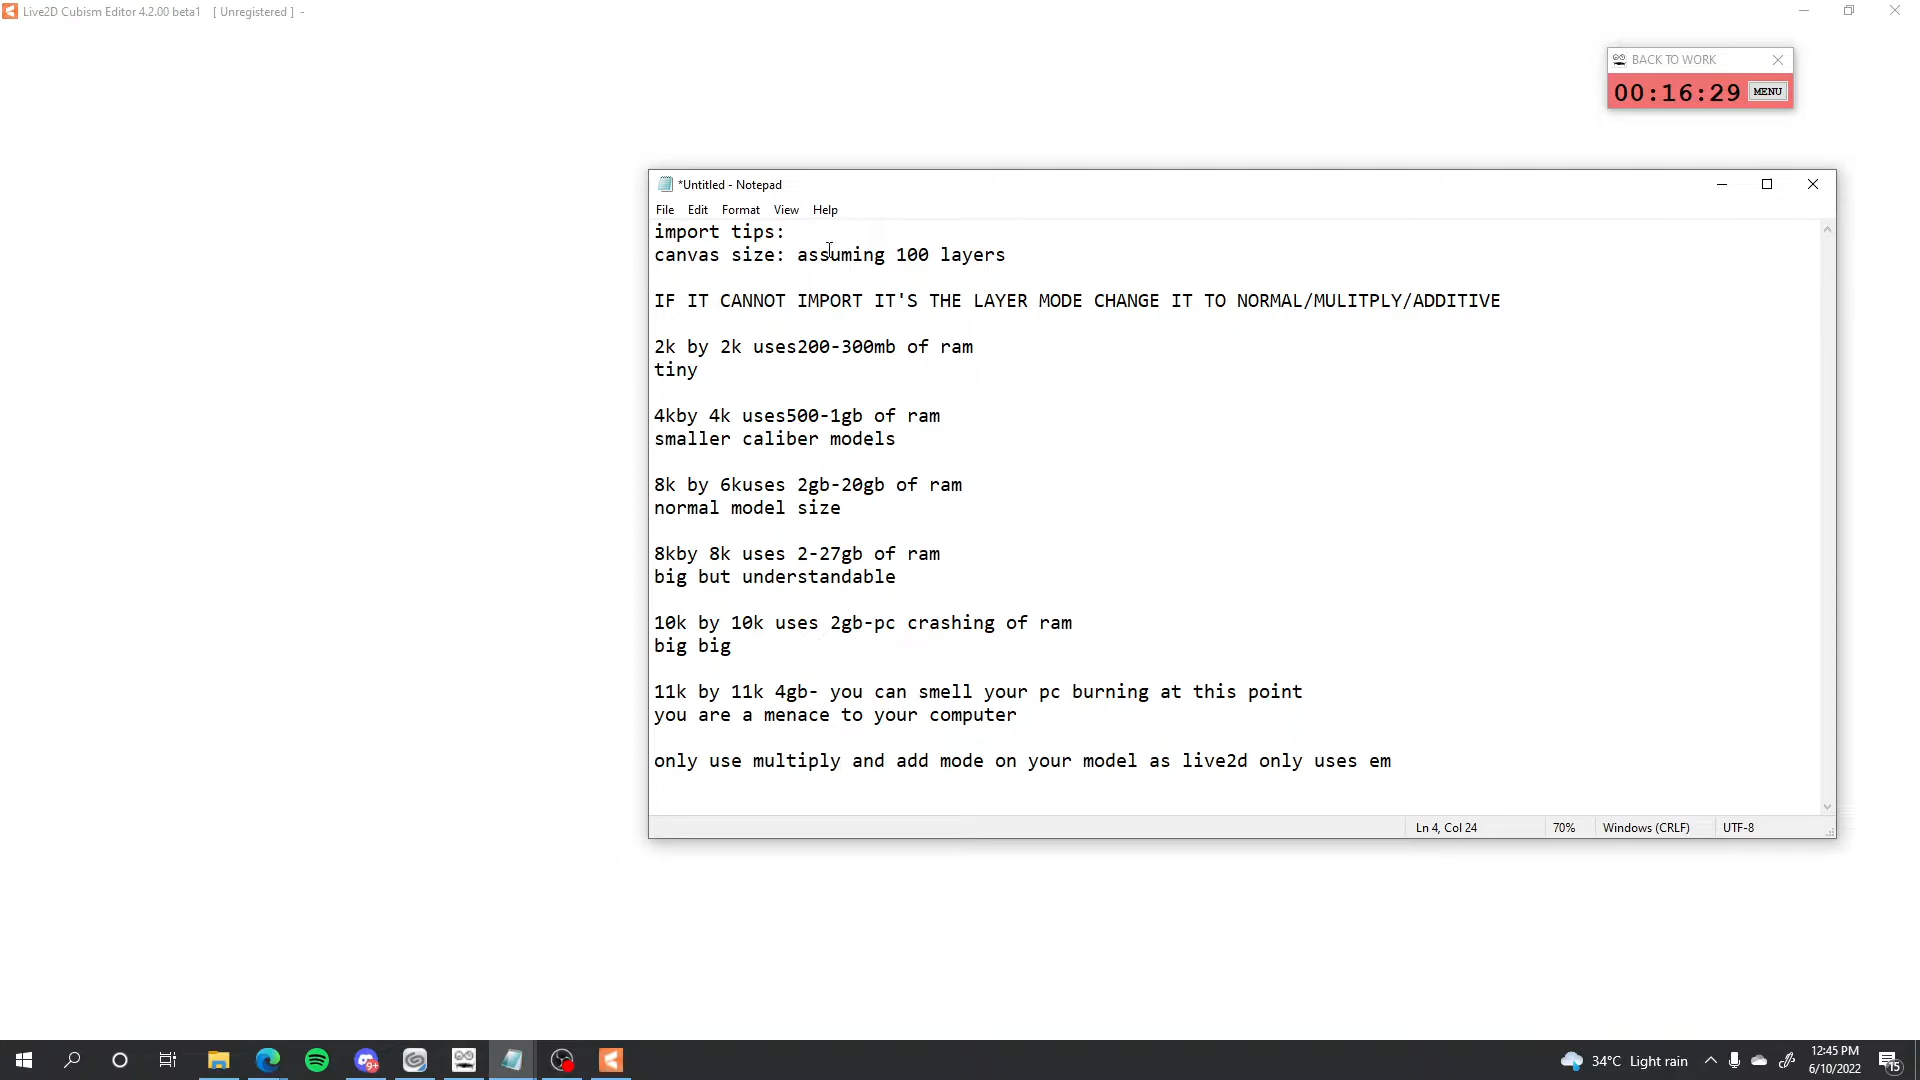 Live2D Cubism Editor 4.2.00 beta1 [ Unregistered ] -
BACK TO WORK
00:16:29 MENU
*Untitled - Notepad
File Edit Format View Help
import tips:
canvas size: assuming 100 layers
IF IT CANNOT IMPORT IT'S THE LAYER MODE CHANGE IT TO NORMAL/MULITPLY/ADDITIVE
2k by 2k uses200-300mb of ram
tiny
4kby 4k uses500-1gb of ram
smaller caliber models
8k by 6kuses 2gb-20gb of ram
normal model size
8kby 8k uses 2-27gb of ram
big but understandable
10k by 10k uses 2gb-pc crashing of ram
big big
11k by 11k 4gb- you can smell your pc burning at this point
you are a menace to your computer
only use multiply and add mode on your model as live2d only uses em
Ln 4, Col 24 70% Windows (CRLF) UTF-8
9+
34°C Light rain
12:45 PM
6/10/2022
15